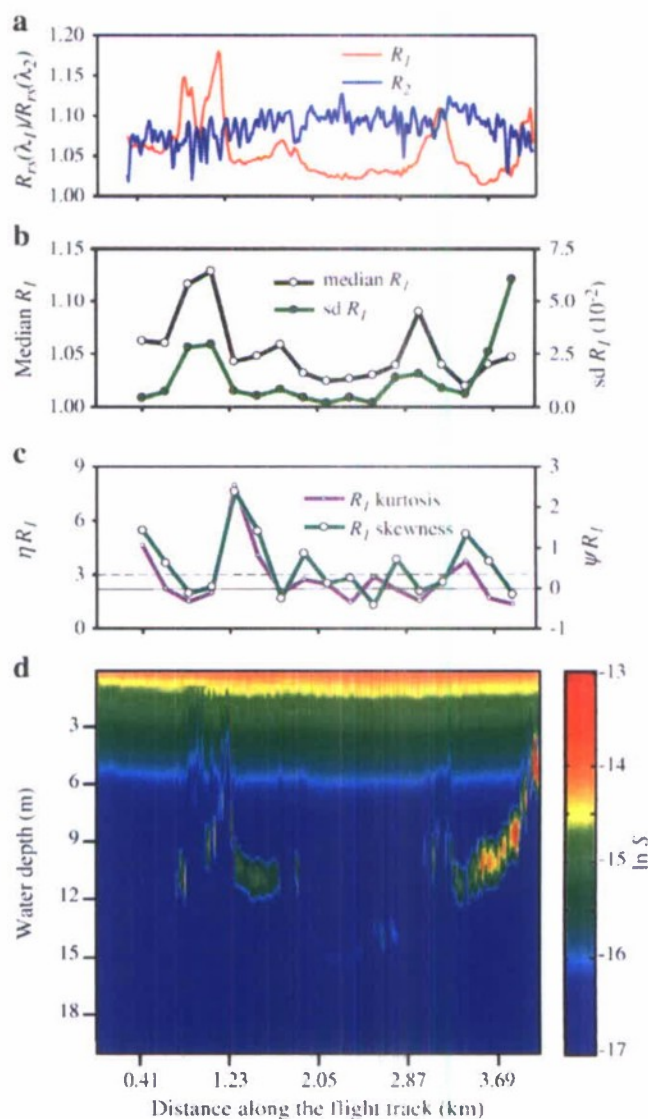 a
1.20
1.15
1.10
1.05
1.00
Rrs(λ1)/Rrs(λ2)
R1
R2
b
1.15
1.10
1.05
1.00
Median R1
median R1
sd R1
7.5
5.0
2.5
0.0
sd R1 (10-2)
c
9
6
3
0
ηR1
R1 kurtosis
R1 skewness
3
2
1
0
-1
ψR1
d
3
6
9
12
15
18
Water depth (m)
-13
-14
-15
-16
-17
ln S
0.41
1.23
2.05
2.87
3.69
Distance along the flight track (km)